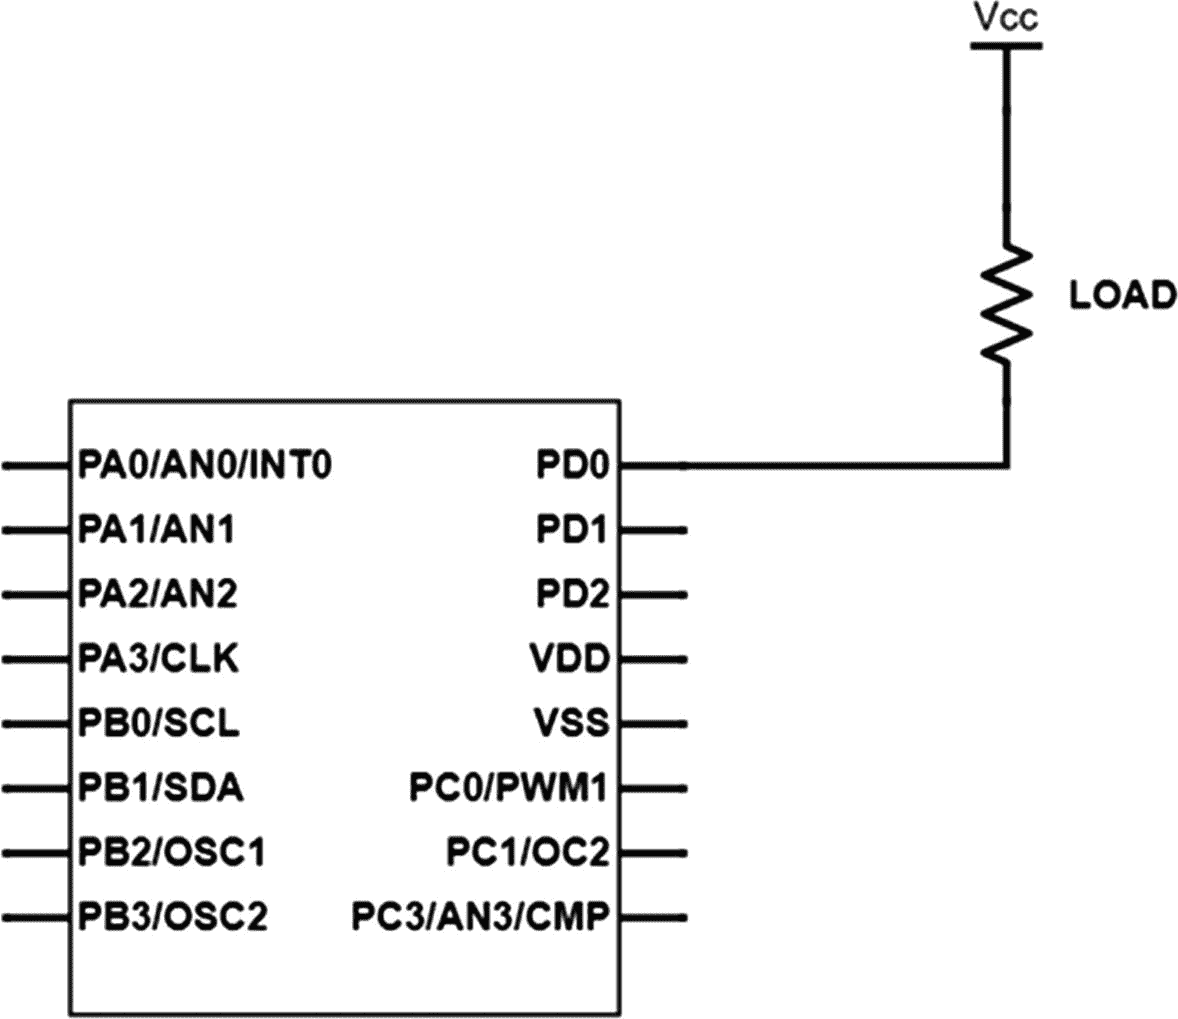 Vcc
LOAD
PA0/AN0/INT0
PA1/AN1
PA2/AN2
PA3/CLK
PB0/SCL
PB1/SDA
PB2/OSC1
PB3/OSC2
PD0
PD1
PD2
VDD
VSS
PC0/PWM1
PC1/OC2
PC3/AN3/CMP